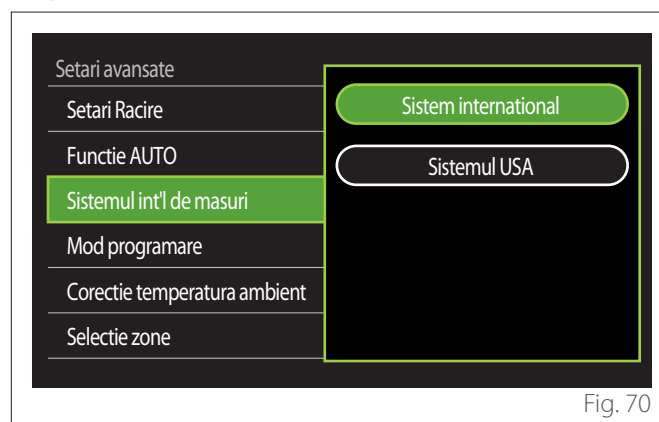 Setari avansate
Setari Racire
Functie AUTO
Sistemul int'l de masuri
Mod programare
Corectie temperatura ambient
Selectie zone
Sistem international
Sistemul USA
Fig. 70